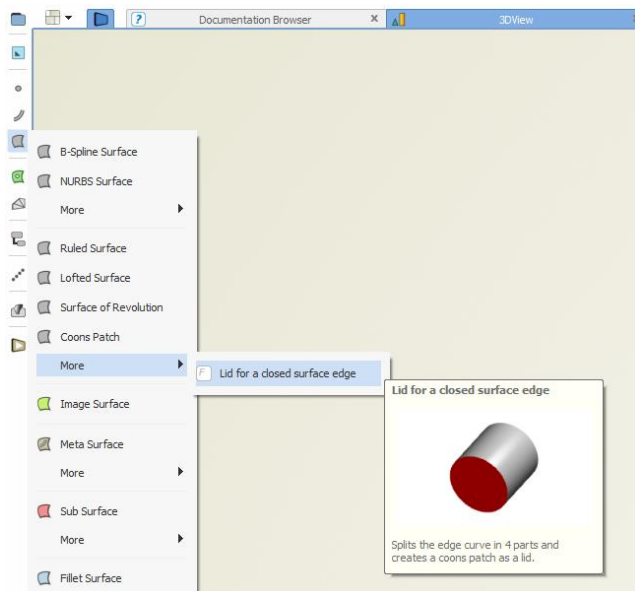 ? Documentation Browser x 3DView
B-Spline Surface
NURBS Surface
More
Ruled Surface
Lofted Surface
Surface of Revolution
Coons Patch
More
F Lid for a closed surface edge
Lid for a closed surface edge
Image Surface
Meta Surface
More
Sub Surface
More
Splits the edge curve in 4 parts and
creates a coons patch as a lid.
Fillet Surface